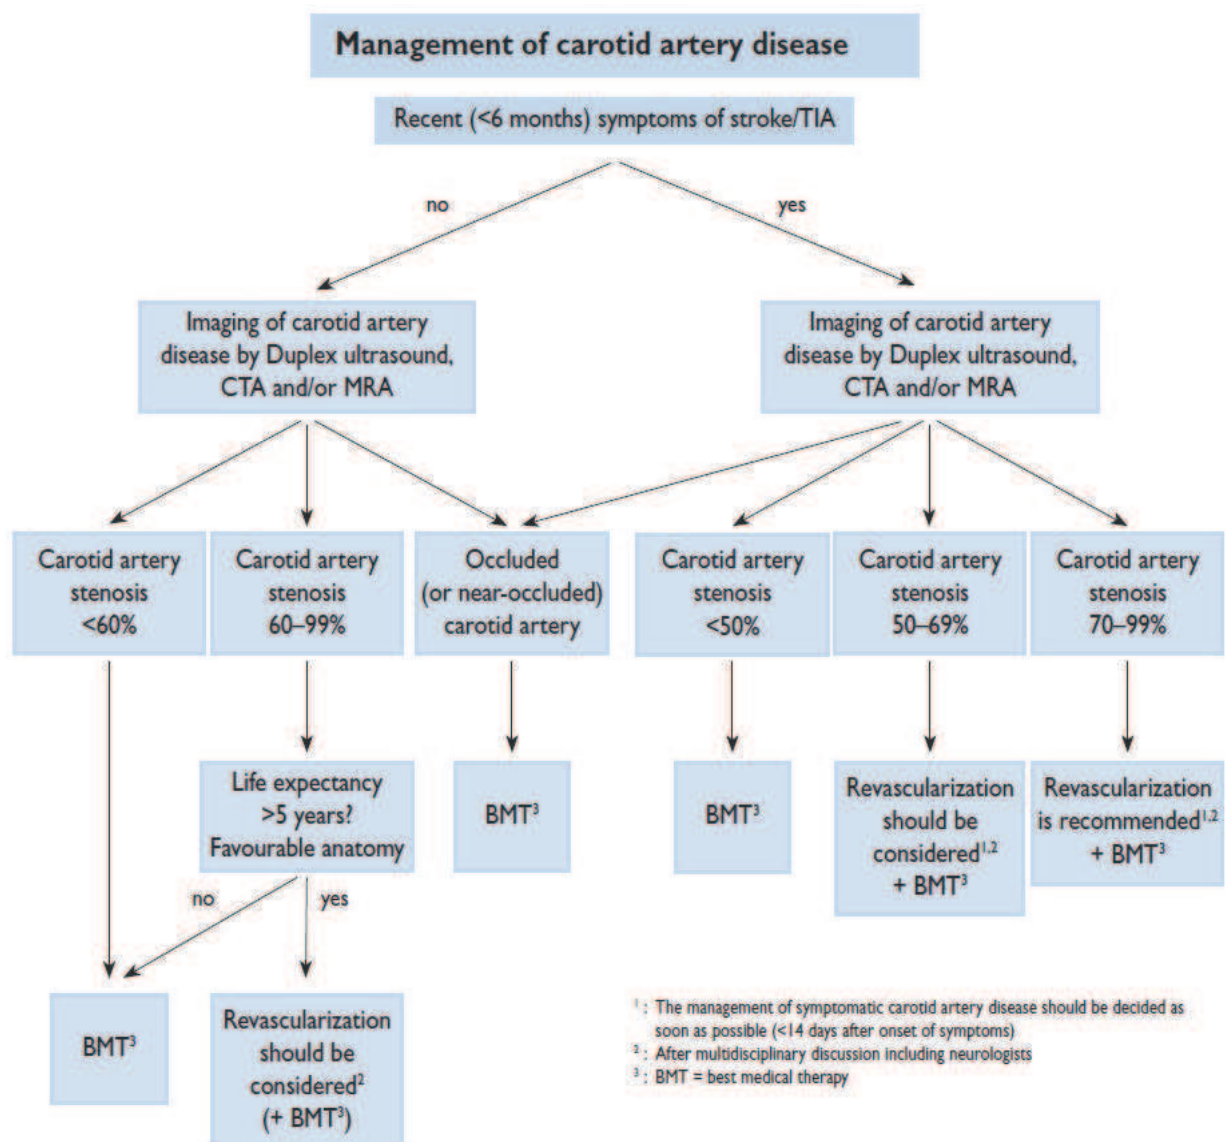 Management of carotid artery disease
Recent (<6 months) symptoms of stroke/TIA
no
yes
Imaging of carotid artery
disease by Duplex ultrasound,
CTA and/or MRA
Imaging of carotid artery
disease by Duplex ultrasound,
CTA and/or MRA
Carotid artery
stenosis
<60%
Carotid artery
stenosis
60–99%
Occluded
(or near-occluded)
carotid artery
Carotid artery
stenosis
<50%
Carotid artery
stenosis
50–69%
Carotid artery
stenosis
70–99%
Life expectancy
>5 years?
Favourable anatomy
BMT³
BMT³
Revascularization
should be
considered¹,²
+ BMT³
Revascularization
is recommended¹,²
+ BMT³
no
yes
BMT³
Revascularization
should be
considered²
(+ BMT³)
¹ : The management of symptomatic carotid artery disease should be decided as
soon as possible (<14 days after onset of symptoms)
² : After multidisciplinary discussion including neurologists
³ : BMT = best medical therapy